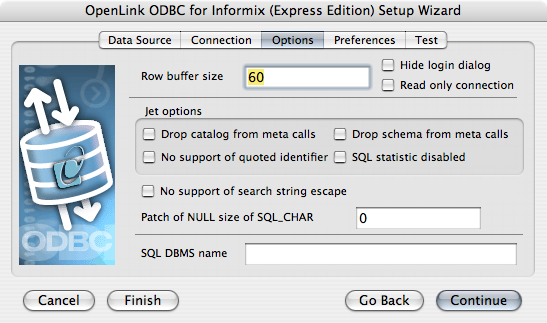 OpenLink ODBC for Informix (Express Edition) Setup Wizard
Data Source Connection Options Preferences Test
Row buffer size 60
Hide login dialog
Read only connection
Jet options
Drop catalog from meta calls Drop schema from meta calls
No support of quoted identifier SQL statistic disabled
No support of search string escape
Patch of NULL size of SQL_CHAR 0
SQL DBMS name
ODBC
Cancel Finish Go Back Continue